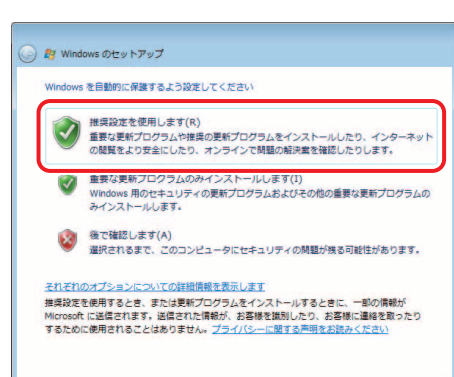 Windows のセットアップ
Windows を自動的に保護するよう設定してください
推奨設定を使用します(R)
重要な更新プログラムや推奨の更新プログラムをインストールしたり、インターネット
の閲覧をより安全にしたり、オンラインで問題の解決策を確認したりします。
重要な更新プログラムのみインストールします(I)
Windows 用のセキュリティの更新プログラムおよびその他の重要な更新プログラムの
みインストールします。
後で確認します(A)
選択されるまで、このコンピュータにセキュリティの問題が残る可能性があります。
それぞれのオプションについての詳細情報を表示します
推奨設定を使用するとき、または更新プログラムをインストールするときに、一部の情報が
Microsoft に送信されます。送信された情報が、お客様を識別したり、お客様に連絡を取ったり
するために使用されることはありません。プライバシーに関する声明をお読みください